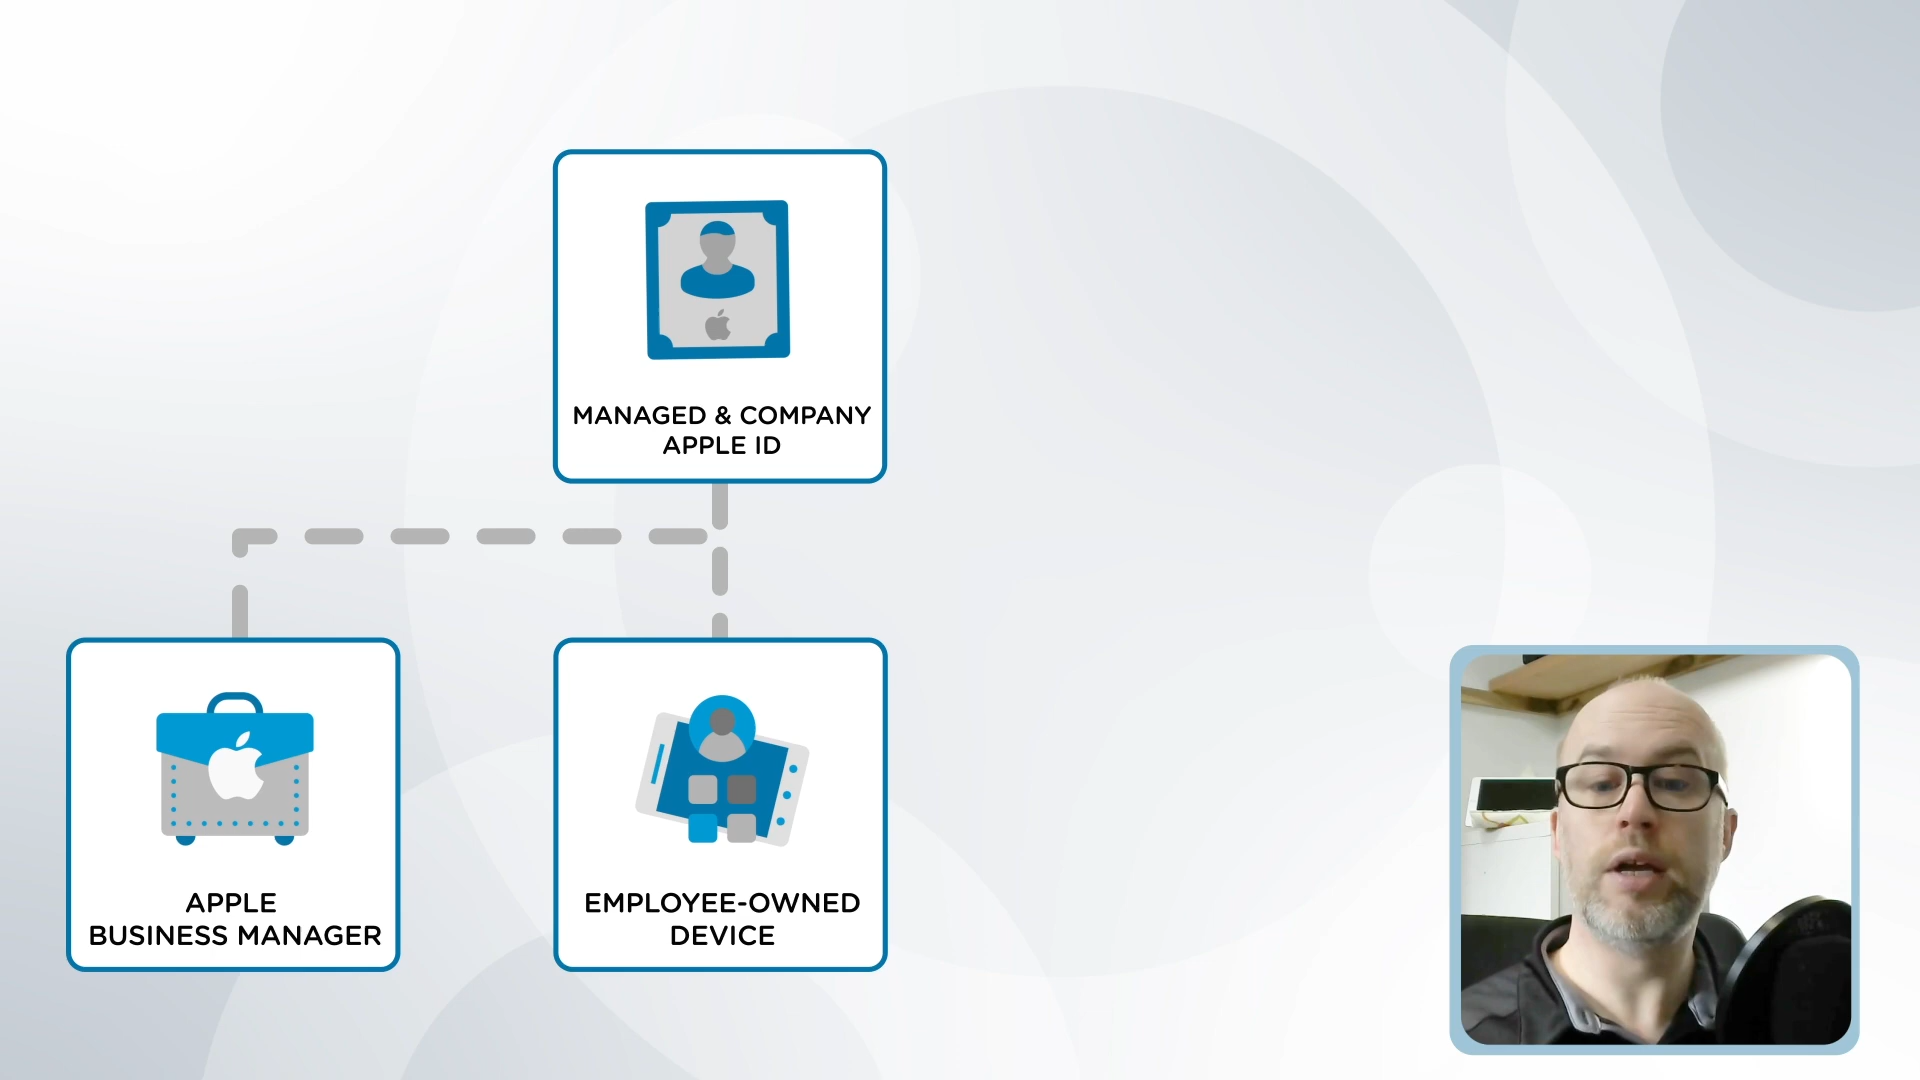 MANAGED & COMPANY
APPLE ID
APPLE
BUSINESS MANAGER
EMPLOYEE-OWNED
DEVICE